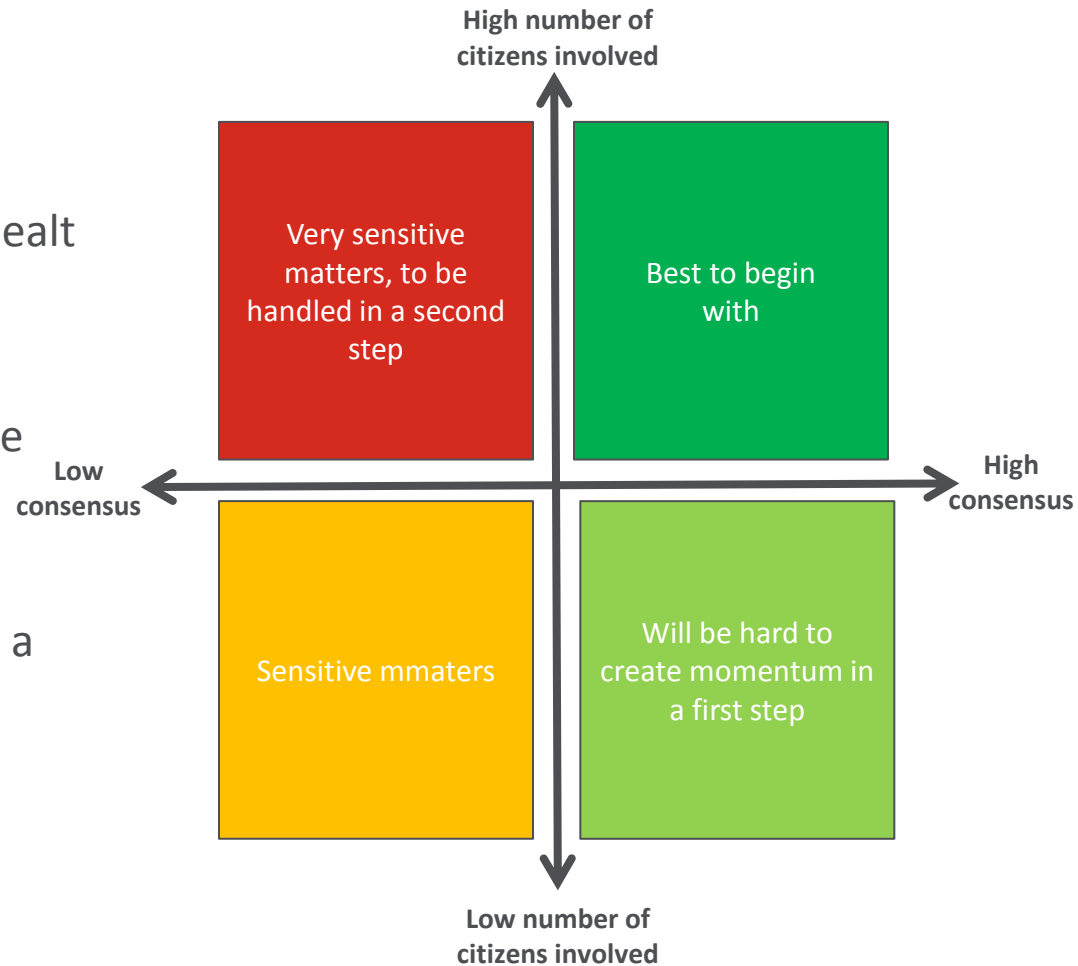 High number of
citizens involved
ealt
Very sensitive
matters, to be
handled in a second
step
Best to begin
with
e
Low
consensus
High
consensus
a
Sensitive mmaters
Will be hard to
create momentum in
a first step
Low number of
citizens involved